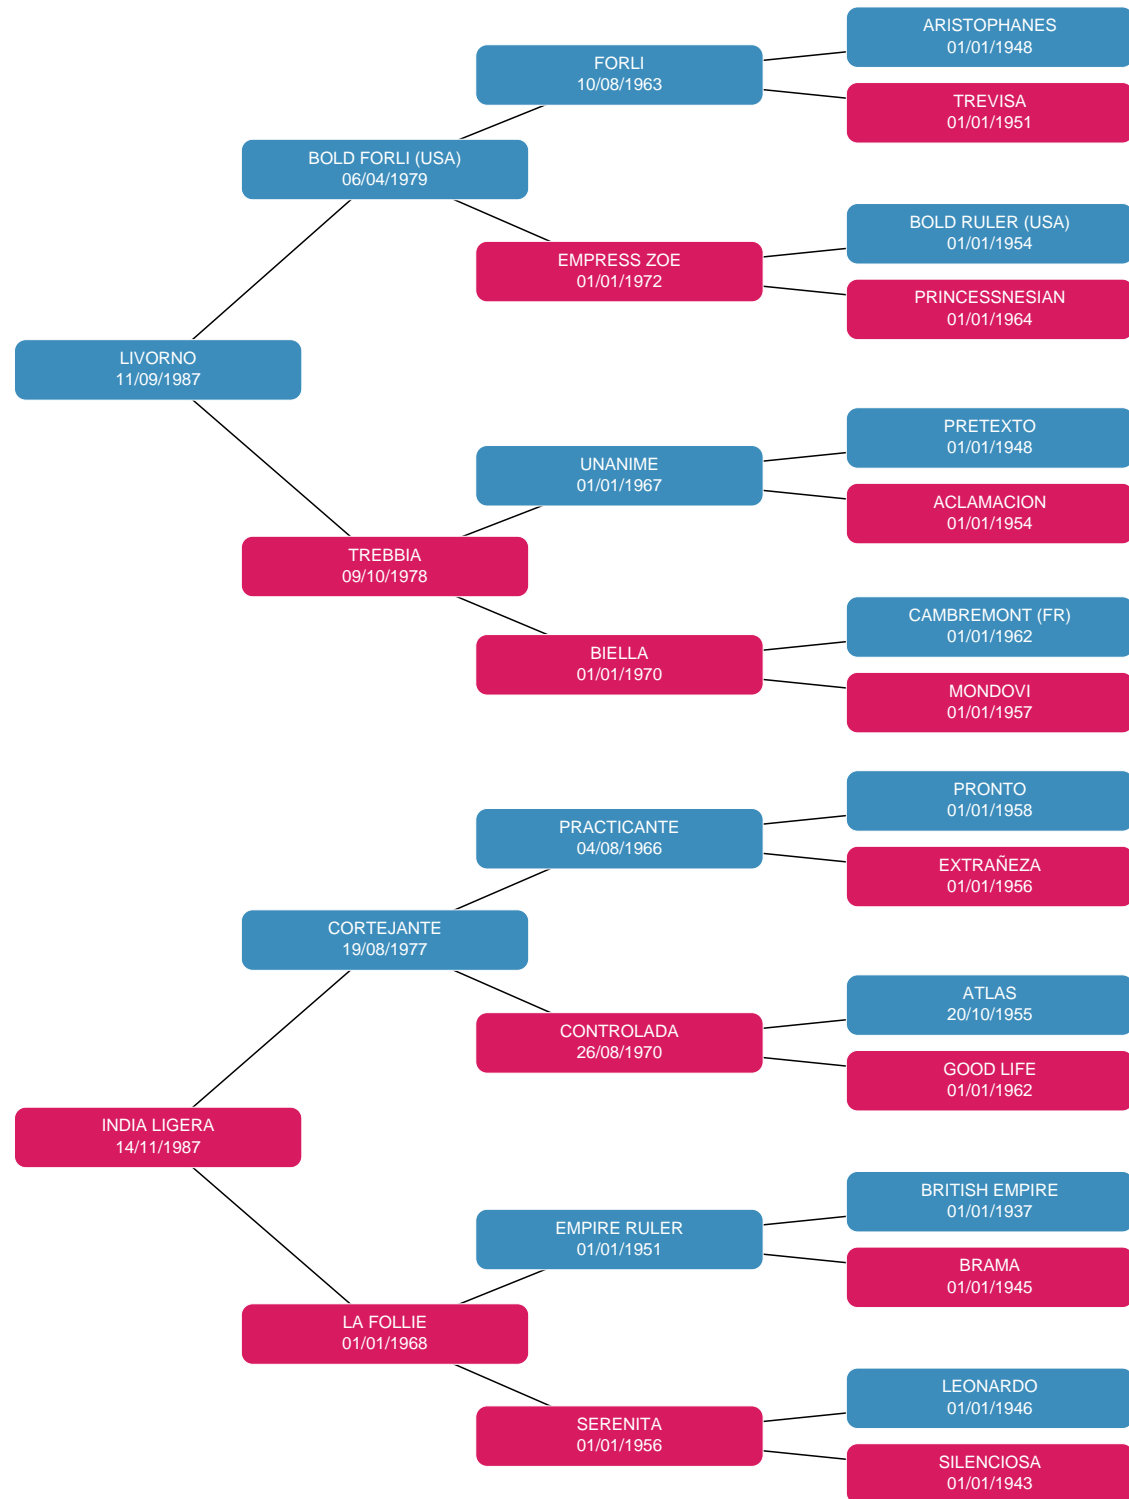 ARISTOPHANES
01/01/1948
FORLI
10/08/1963
TREVISA
01/01/1951
BOLD FORLI (USA)
06/04/1979
BOLD RULER (USA)
01/01/1954
EMPRESS ZOE
01/01/1972
PRINCESSNESIAN
01/01/1964
LIVORNO
11/09/1987
PRETEXTO
01/01/1948
UNANIME
01/01/1967
ACLAMACION
01/01/1954
TREBBIA
09/10/1978
CAMBREMONT (FR)
01/01/1962
BIELLA
01/01/1970
MONDOVI
01/01/1957
PRONTO
01/01/1958
PRACTICANTE
04/08/1966
EXTRAÑEZA
01/01/1956
CORTEJANTE
19/08/1977
ATLAS
20/10/1955
CONTROLADA
26/08/1970
GOOD LIFE
01/01/1962
INDIA LIGERA
14/11/1987
BRITISH EMPIRE
01/01/1937
EMPIRE RULER
01/01/1951
BRAMA
01/01/1945
LA FOLLIE
01/01/1968
LEONARDO
01/01/1946
SERENITA
01/01/1956
SILENCIOSA
01/01/1943